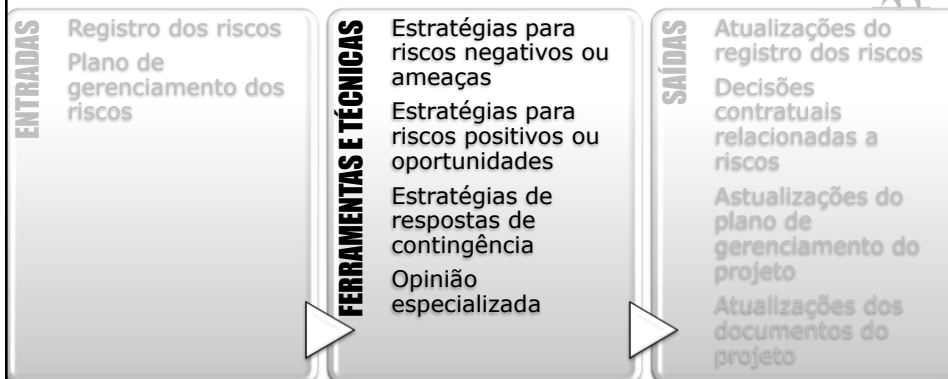 ENTRADAS
Registro dos riscos
Plano de
gerenciamento dos
riscos
FERRAMENTAS E TÉCNICAS
Estratégias para
riscos negativos ou
ameaças
Estratégias para
riscos positivos ou
oportunidades
Estratégias de
respostas de
contingência
Opinião
especializada
SAÍDAS
Atualizações do
registro dos riscos
Decisões
contratuais
relacionadas a
riscos
Astualizações do
plano de
gerenciamento do
projeto
Atualizações dos
documentos do
projeto